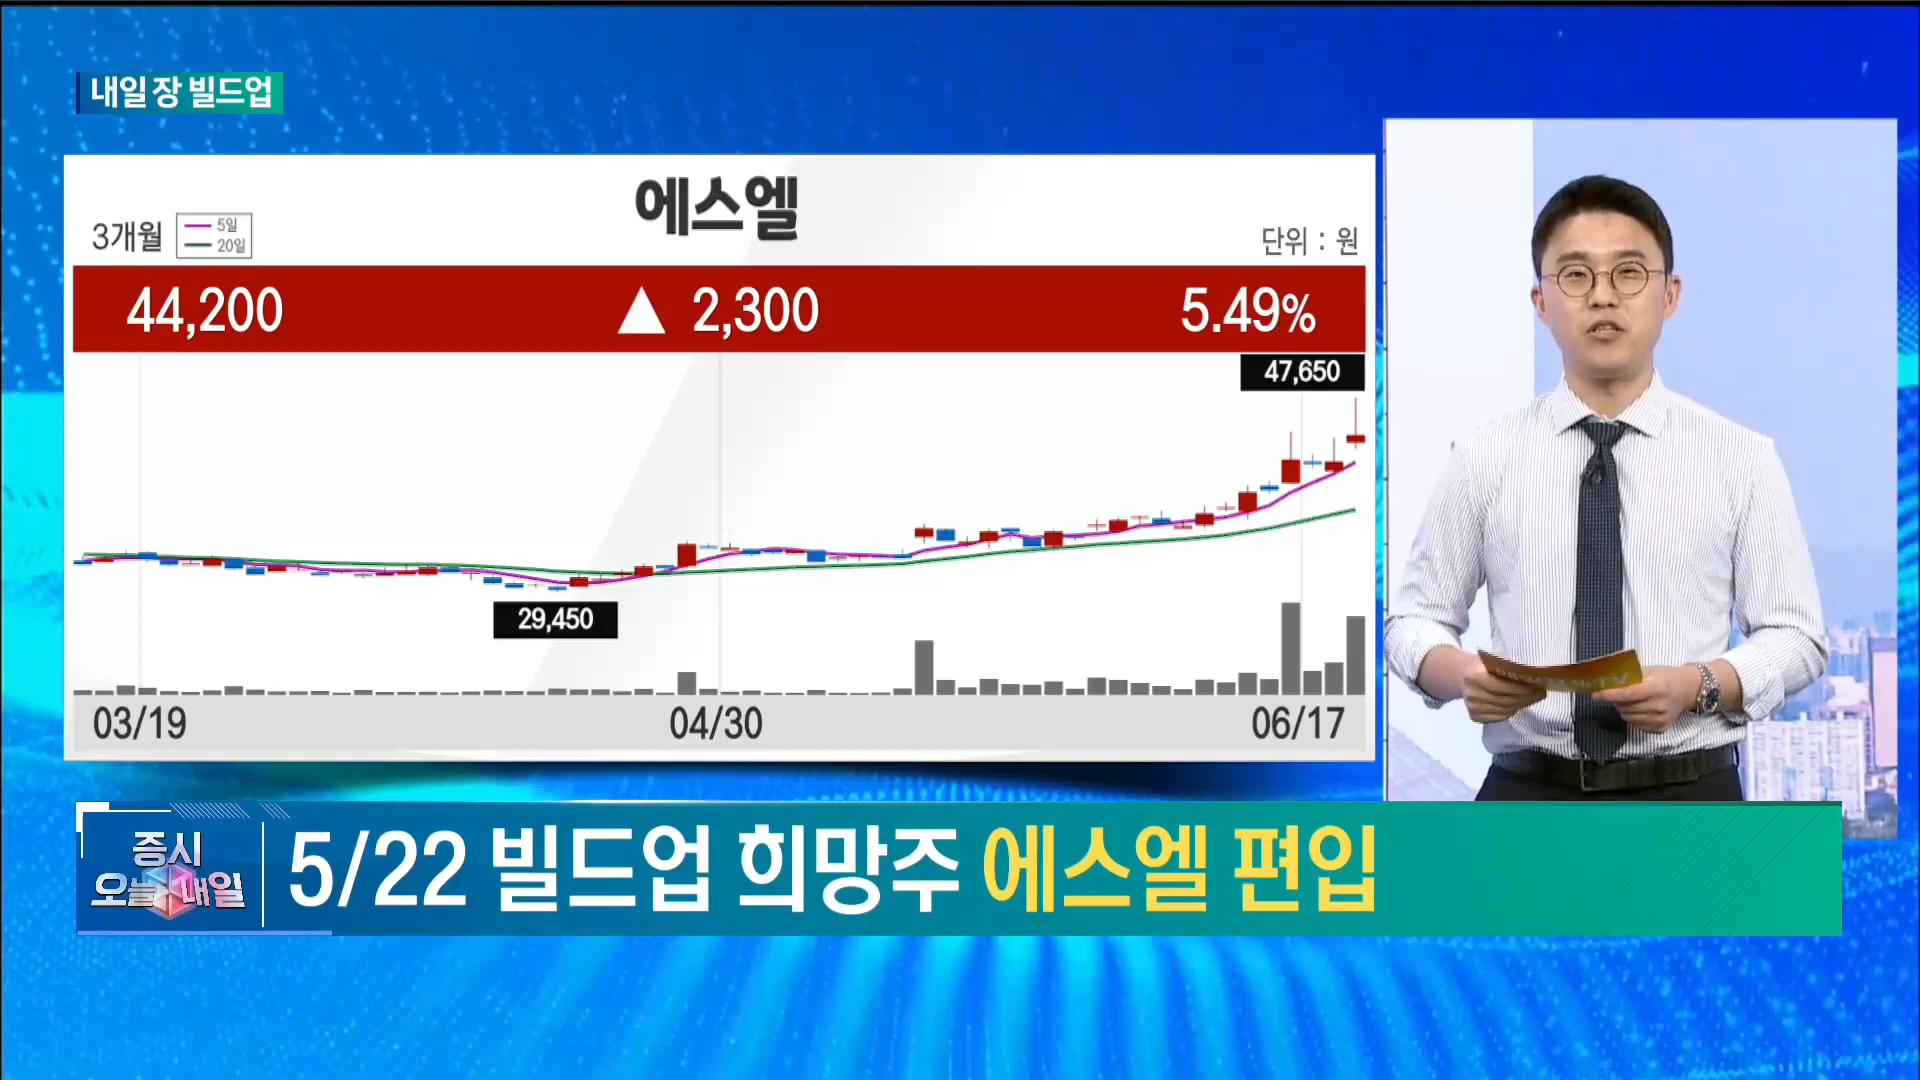 내일 장 빌드업
에스엘
3개월
5일
20일
단위 : 원
44,200 ▲ 2,300 5.49%
47,650
29,450
03/19 04/30 06/17
증시
오늘 내일
5/22 빌드업 희망주 에스엘 편입